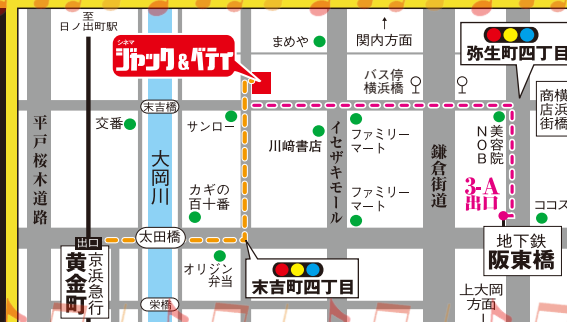 至
日ノ出町駅
シネマ
ジャック&ベティ
まめや
↑
関内方面
弥生町四丁目
バス停
横浜橋
商横
店浜
街橋
末吉橋
交番
サンロー
川﨑書店
ファミリー
マート
美容院
NOB
平戸桜木道路
大岡川
イセザキモール
鎌倉街道
カギの
百十番
ファミリー
マート
3-A
出口
ココス
太田橋
出口
京浜急行
黄金町
オリジン
弁当
末吉町四丁目
地下鉄
阪東橋
栄橋
上大岡
方面